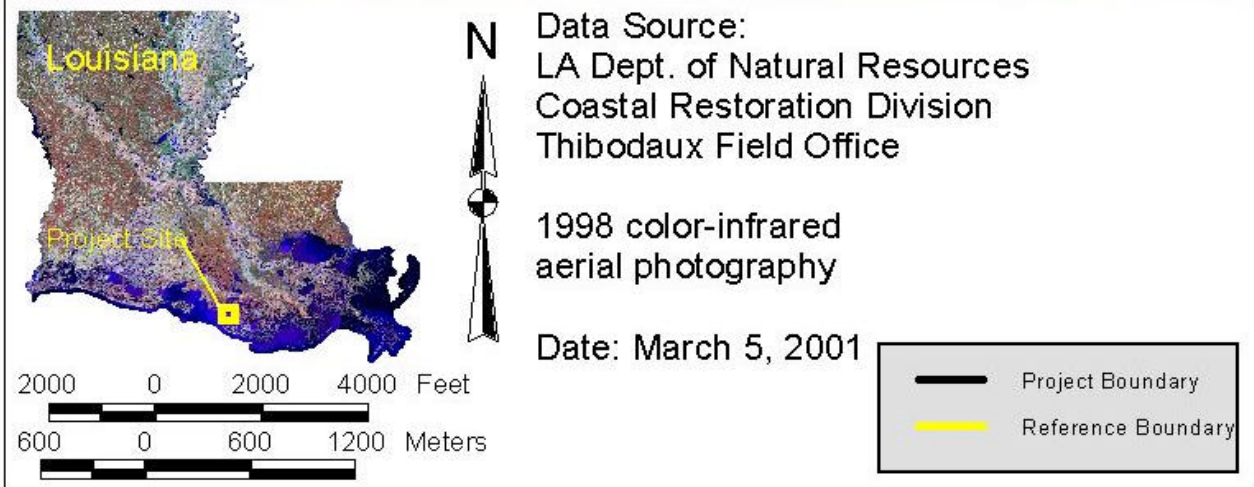 Louisiana
Project Site
N
Data Source:
LA Dept. of Natural Resources
Coastal Restoration Division
Thibodaux Field Office
1998 color-infrared
aerial photography
Date: March 5, 2001
2000 0 2000 4000 Feet
600 0 600 1200 Meters
Project Boundary
Reference Boundary